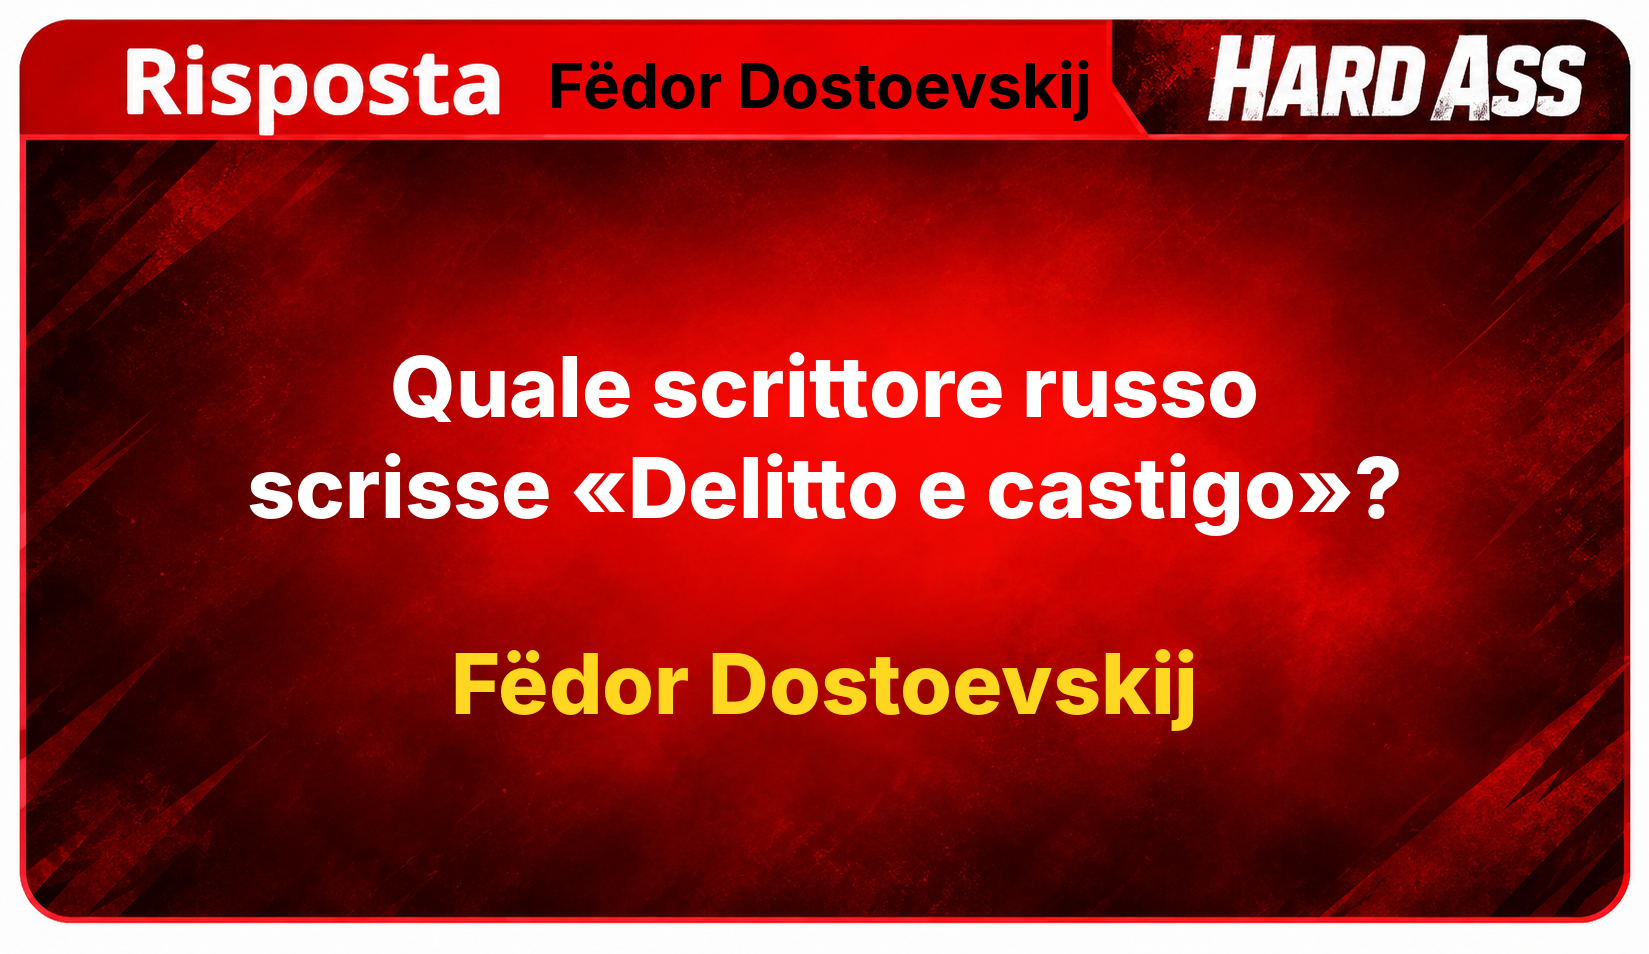 Risposta Fëdor Dostoevskij HARD ASS
Quale scrittore russo
scrisse «Delitto e castigo»?
Fëdor Dostoevskij